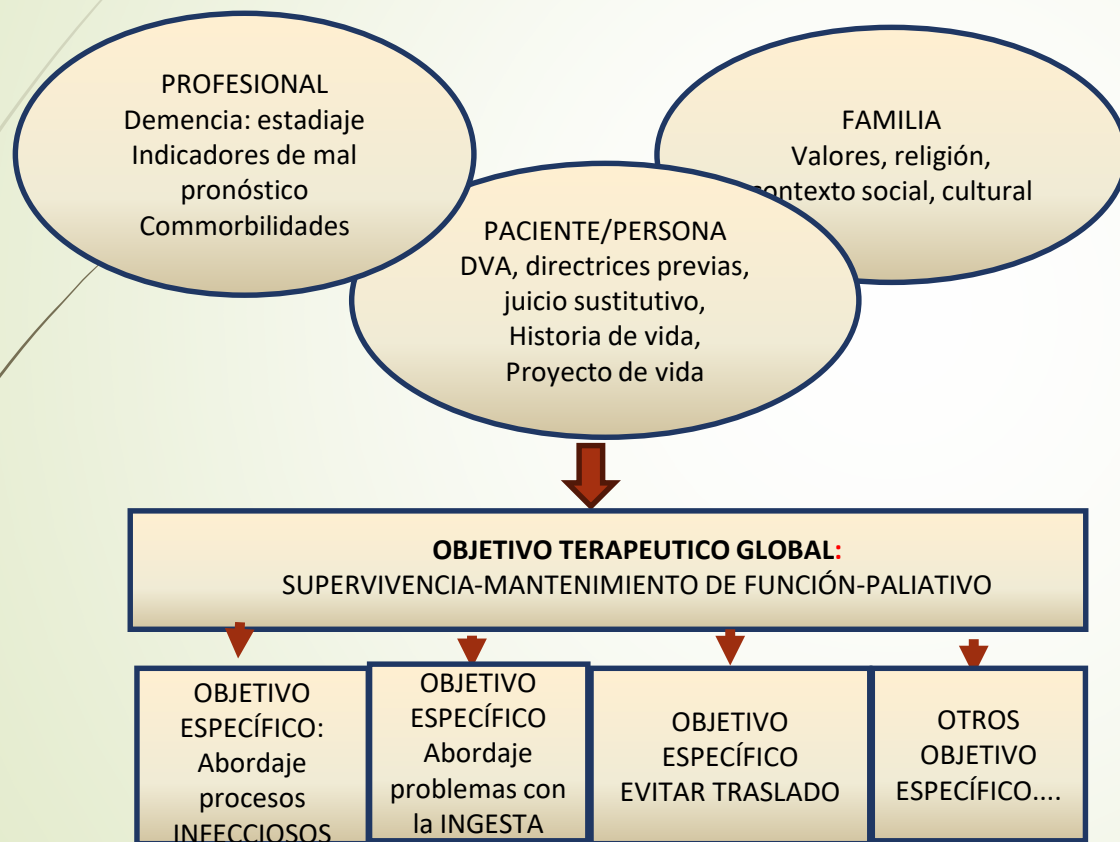 PROFESIONAL
Demencia: estadiaje
Indicadores de mal
pronóstico
Commorbilidades
FAMILIA
Valores, religión,
contexto social, cultural
PACIENTE/PERSONA
DVA, directrices previas,
juicio sustitutivo,
Historia de vida,
Proyecto de vida
OBJETIVO TERAPEUTICO GLOBAL:
SUPERVIVENCIA-MANTENIMIENTO DE FUNCIÓN-PALIATIVO
OBJETIVO
ESPECÍFICO:
Abordaje
procesos
INFECCIOSOS
OBJETIVO
ESPECÍFICO
Abordaje
problemas con
la INGESTA
OBJETIVO
ESPECÍFICO
EVITAR TRASLADO
OTROS
OBJETIVO
ESPECÍFICO....